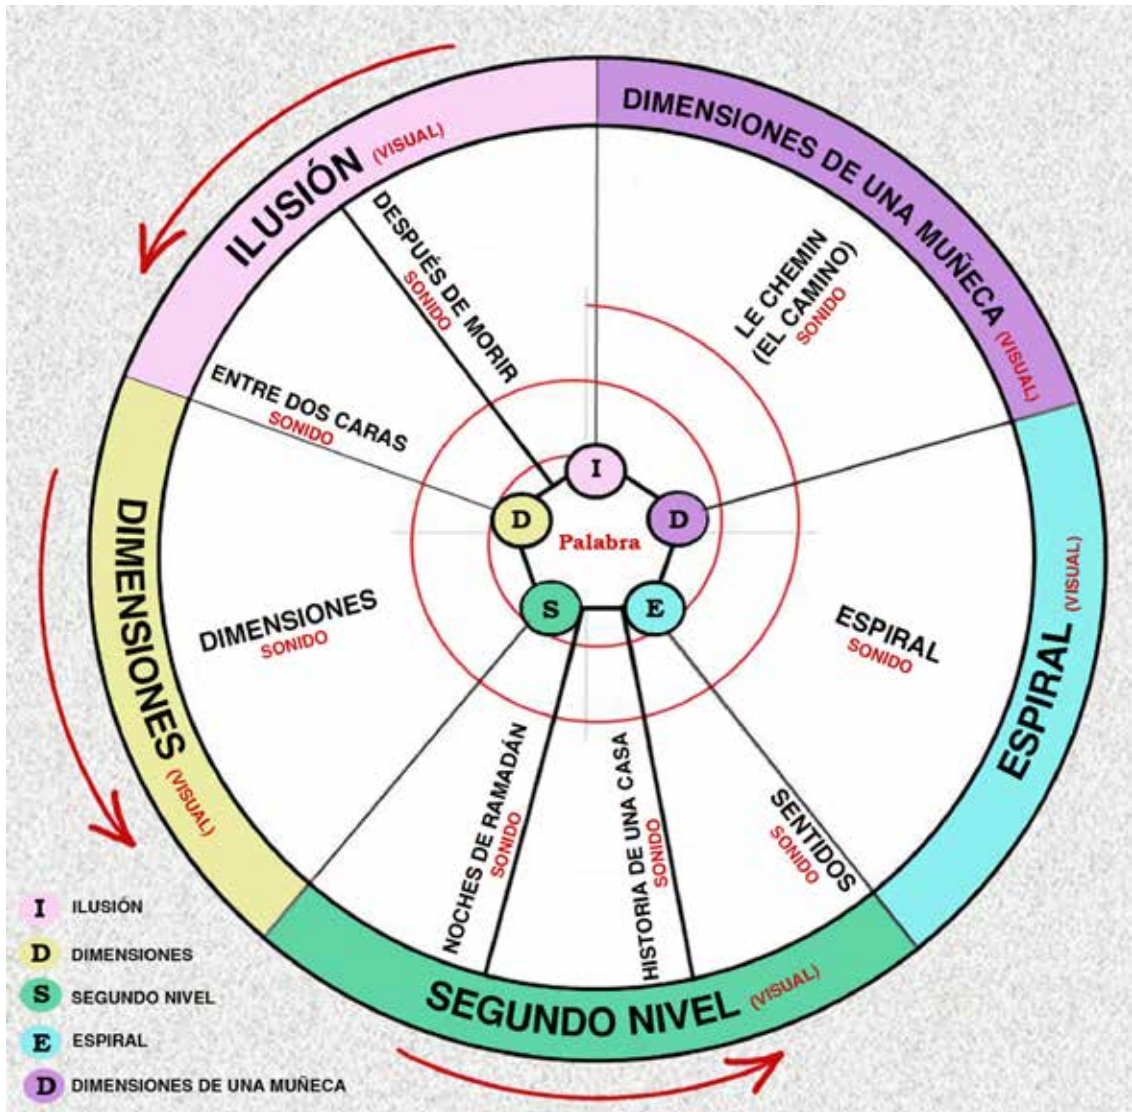 ILUSIÓN (VISUAL)
DIMENSIONES DE UNA MUÑECA (VISUAL)
DESPUÉS DE MORIR
SONIDO
LE CHEMIN
(EL CAMINO)
SONIDO
ENTRE DOS CARAS
SONIDO
I
D
D
Palabra
S
E
DIMENSIONES (VISUAL)
DIMENSIONES
SONIDO
ESPIRAL
SONIDO
ESPIRAL (VISUAL)
NOCHES DE RAMADÁN
SONIDO
HISTORIA DE UNA CASA
SONIDO
SENTIDOS
SONIDO
SEGUNDO NIVEL (VISUAL)
I ILUSIÓN
D DIMENSIONES
S SEGUNDO NIVEL
E ESPIRAL
D DIMENSIONES DE UNA MUÑECA